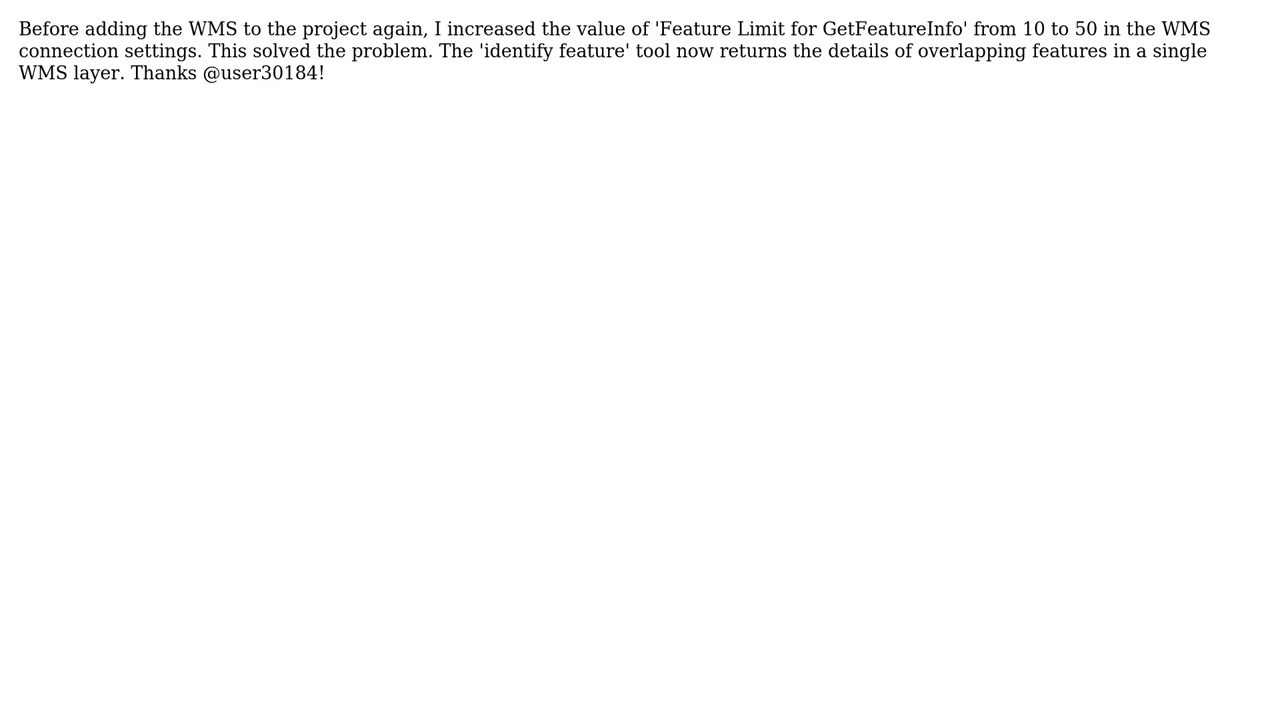 Before adding the WMS to the project again, I increased the value of 'Feature Limit for GetFeatureInfo' from 10 to 50 in the WMS
connection settings. This solved the problem. The 'identify feature' tool now returns the details of overlapping features in a single
WMS layer. Thanks @user30184!